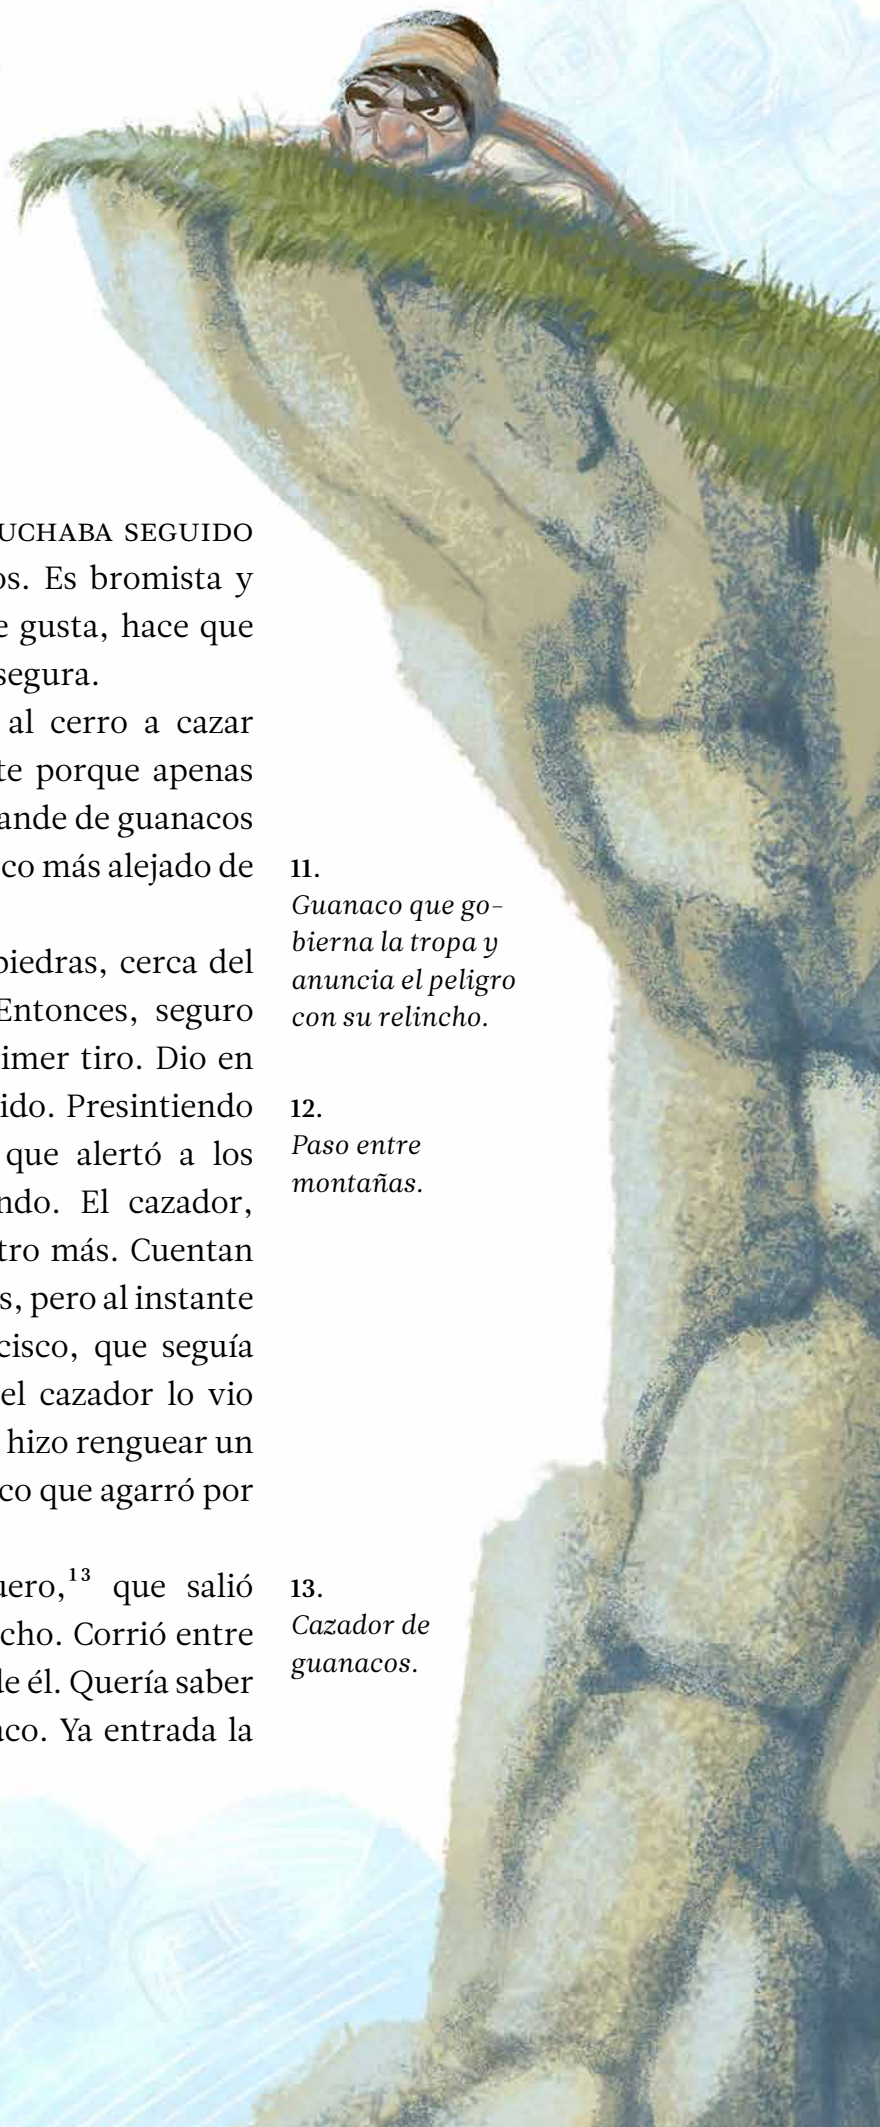 UCHABA SEGUIDO
os. Es bromista y
e gusta, hace que
segura.
al cerro a cazar
te porque apenas
ande de guanacos
co más alejado de
piedras, cerca del
Entonces, seguro
imer tiro. Dio en
ido. Presintiendo
que alertó a los
ndo. El cazador,
tro más. Cuentan
s, pero al instante
cisco, que seguía
el cazador lo vio
hizo renguear un
co que agarró por
uero,¹³ que salió
cho. Corrió entre
de él. Quería saber
aco. Ya entrada la
11.
Guanaco que go-
bierna la tropa y
anuncia el peligro
con su relincho.
12.
Paso entre
montañas.
13.
Cazador de
guanacos.